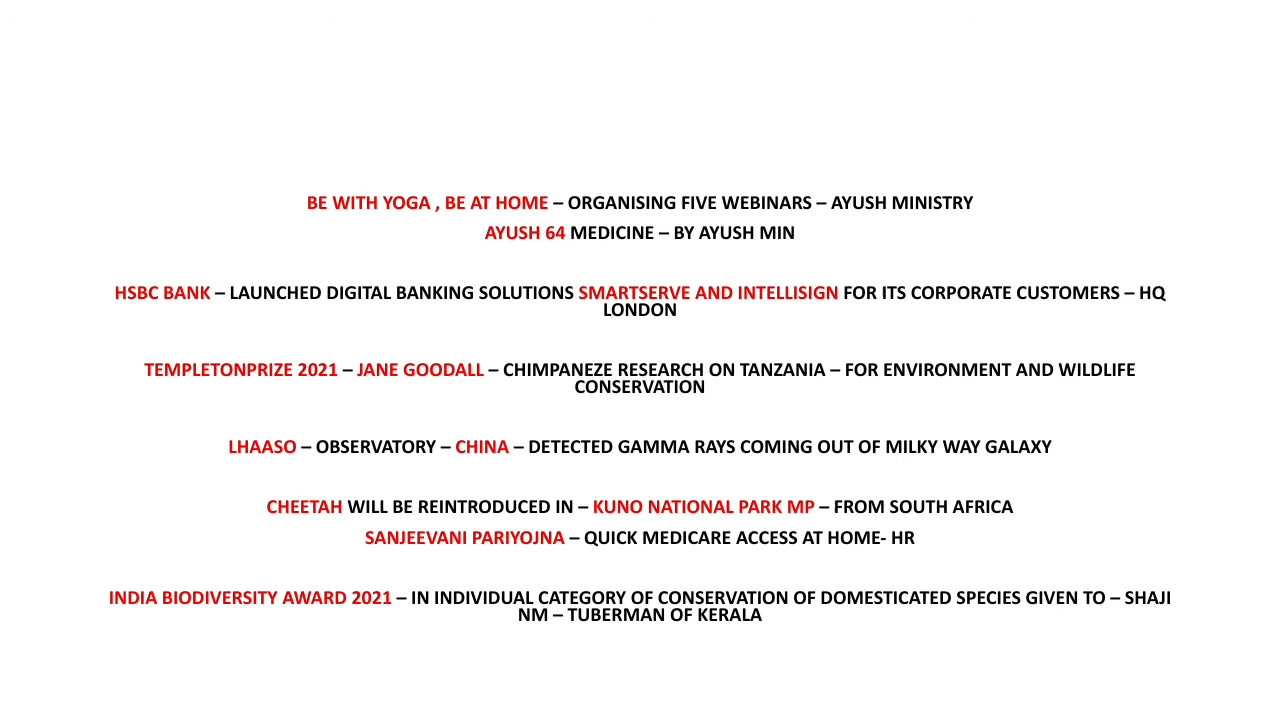 BE WITH YOGA , BE AT HOME – ORGANISING FIVE WEBINARS – AYUSH MINISTRY
AYUSH 64 MEDICINE – BY AYUSH MIN
HSBC BANK – LAUNCHED DIGITAL BANKING SOLUTIONS SMARTSERVE AND INTELLISIGN FOR ITS CORPORATE CUSTOMERS – HQ
LONDON
TEMPLETONPRIZE 2021 – JANE GOODALL – CHIMPANEZE RESEARCH ON TANZANIA – FOR ENVIRONMENT AND WILDLIFE
CONSERVATION
LHAASO – OBSERVATORY – CHINA – DETECTED GAMMA RAYS COMING OUT OF MILKY WAY GALAXY
CHEETAH WILL BE REINTRODUCED IN – KUNO NATIONAL PARK MP – FROM SOUTH AFRICA
SANJEEVANI PARIYOJNA – QUICK MEDICARE ACCESS AT HOME- HR
INDIA BIODIVERSITY AWARD 2021 – IN INDIVIDUAL CATEGORY OF CONSERVATION OF DOMESTICATED SPECIES GIVEN TO – SHAJI
NM – TUBERMAN OF KERALA